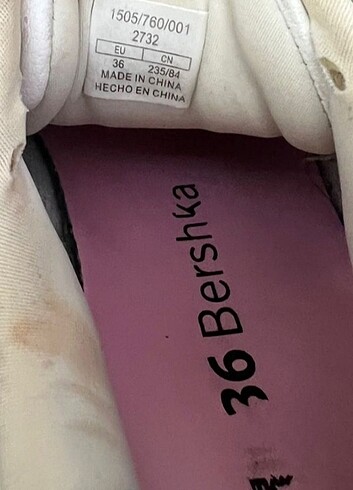 1505/760/001
2732
EU CN
36 235/84
MADE IN CHINA
HECHO EN CHINA
36 Bershka